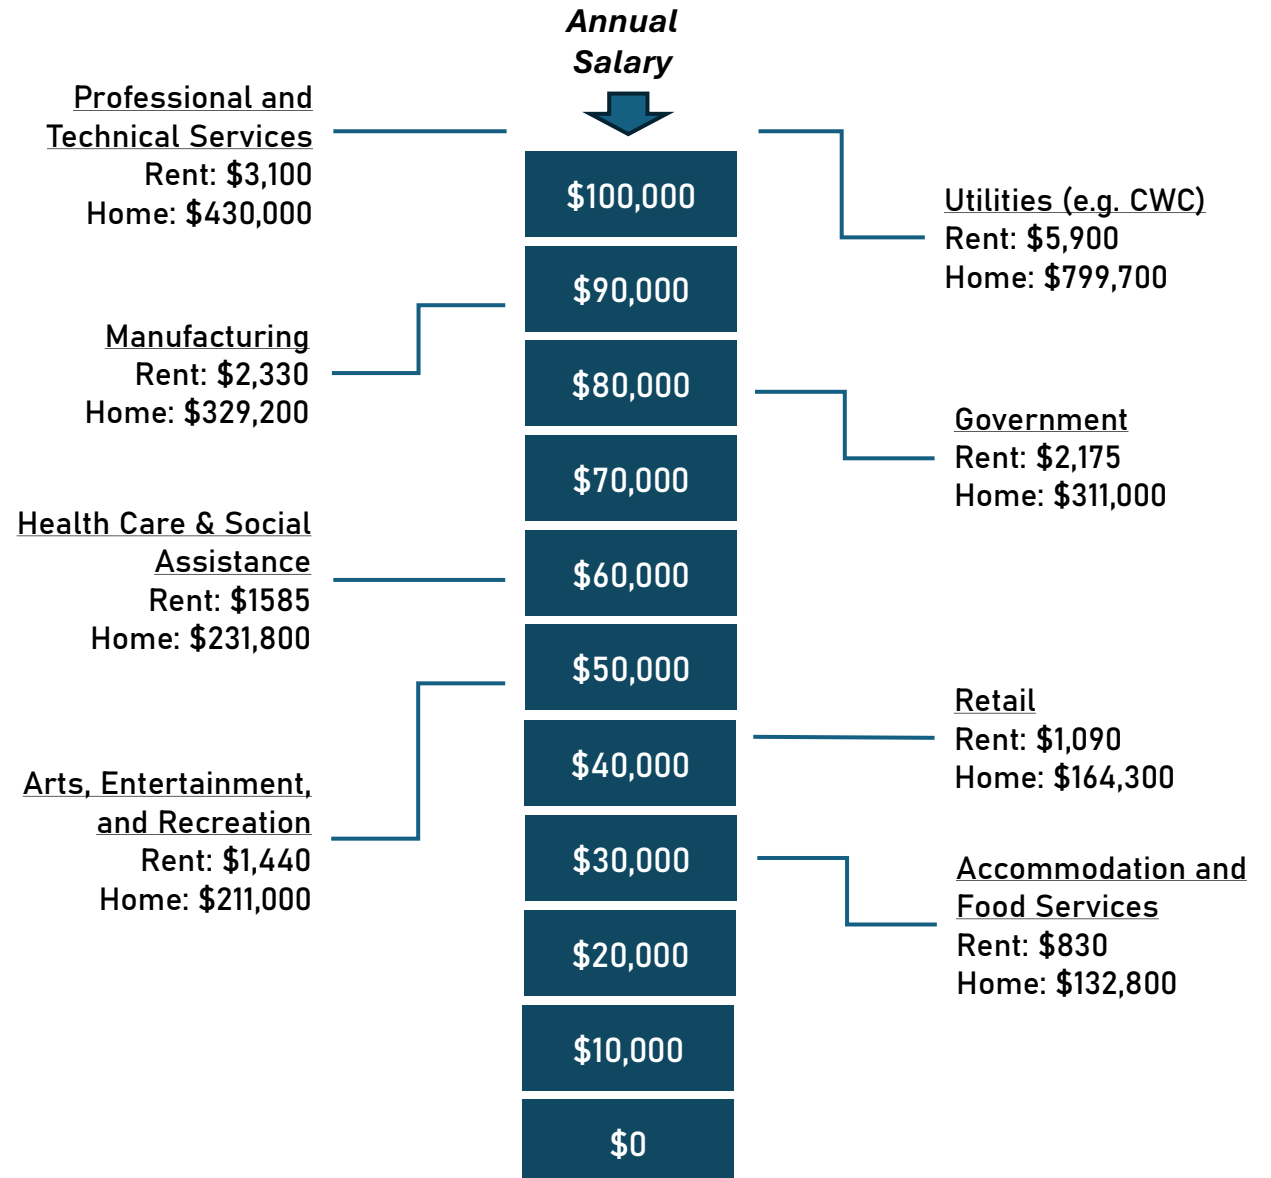 Annual
Salary
Professional and
Technical Services
Rent: $3,100
Home: $430,000
Manufacturing
Rent: $2,330
Home: $329,200
Health Care & Social
Assistance
Rent: $1585
Home: $231,800
Arts, Entertainment,
and Recreation
Rent: $1,440
Home: $211,000
$100,000
$90,000
$80,000
$70,000
$60,000
$50,000
$40,000
$30,000
$20,000
$10,000
$0
Utilities (e.g. CWC)
Rent: $5,900
Home: $799,700
Government
Rent: $2,175
Home: $311,000
Retail
Rent: $1,090
Home: $164,300
Accommodation and
Food Services
Rent: $830
Home: $132,800